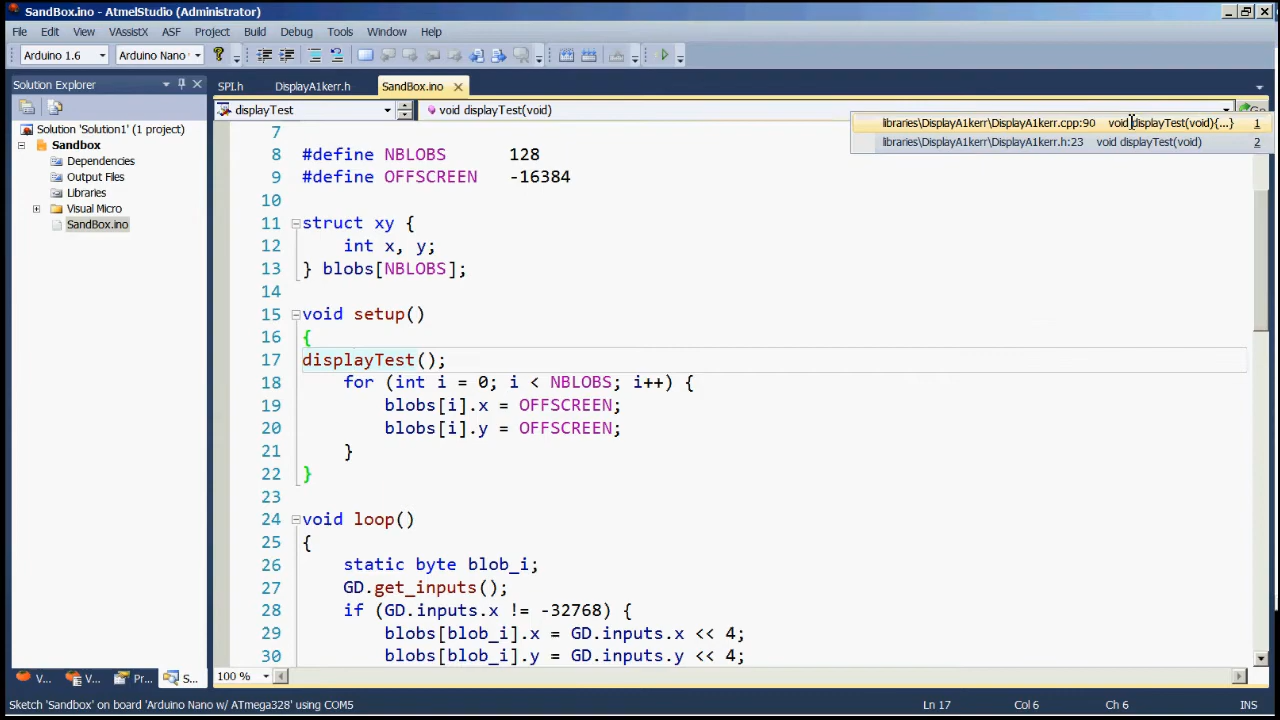 SandBox.ino - AtmelStudio (Administrator)
File Edit View VAssistX ASF Project Build Debug Tools Window Help
Arduino 1.6 Arduino Nano
Solution Explorer
SPI.h DisplayA1kerr.h SandBox.ino
displayTest void displayTest(void) Go
libraries\DisplayA1kerr\DisplayA1kerr.cpp:90 void displayTest(void){...} 1
libraries\DisplayA1kerr\DisplayA1kerr.h:23 void displayTest(void) 2
Solution 'Solution1' (1 project)
Sandbox
Dependencies
Output Files
Libraries
Visual Micro
SandBox.ino
7
8 #define NBLOBS 128
9 #define OFFSCREEN -16384
10
11 struct xy {
12 int x, y;
13 } blobs[NBLOBS];
14
15 void setup()
16 {
17 displayTest();
18 for (int i = 0; i < NBLOBS; i++) {
19 blobs[i].x = OFFSCREEN;
20 blobs[i].y = OFFSCREEN;
21 }
22 }
23
24 void loop()
25 {
26 static byte blob_i;
27 GD.get_inputs();
28 if (GD.inputs.x != -32768) {
29 blobs[blob_i].x = GD.inputs.x << 4;
30 blobs[blob_i].y = GD.inputs.y << 4;
V... V... Pr... S... 100 %
Sketch 'Sandbox' on board 'Arduino Nano w/ ATmega328' using COM5 Ln 17 Col 6 Ch 6 INS